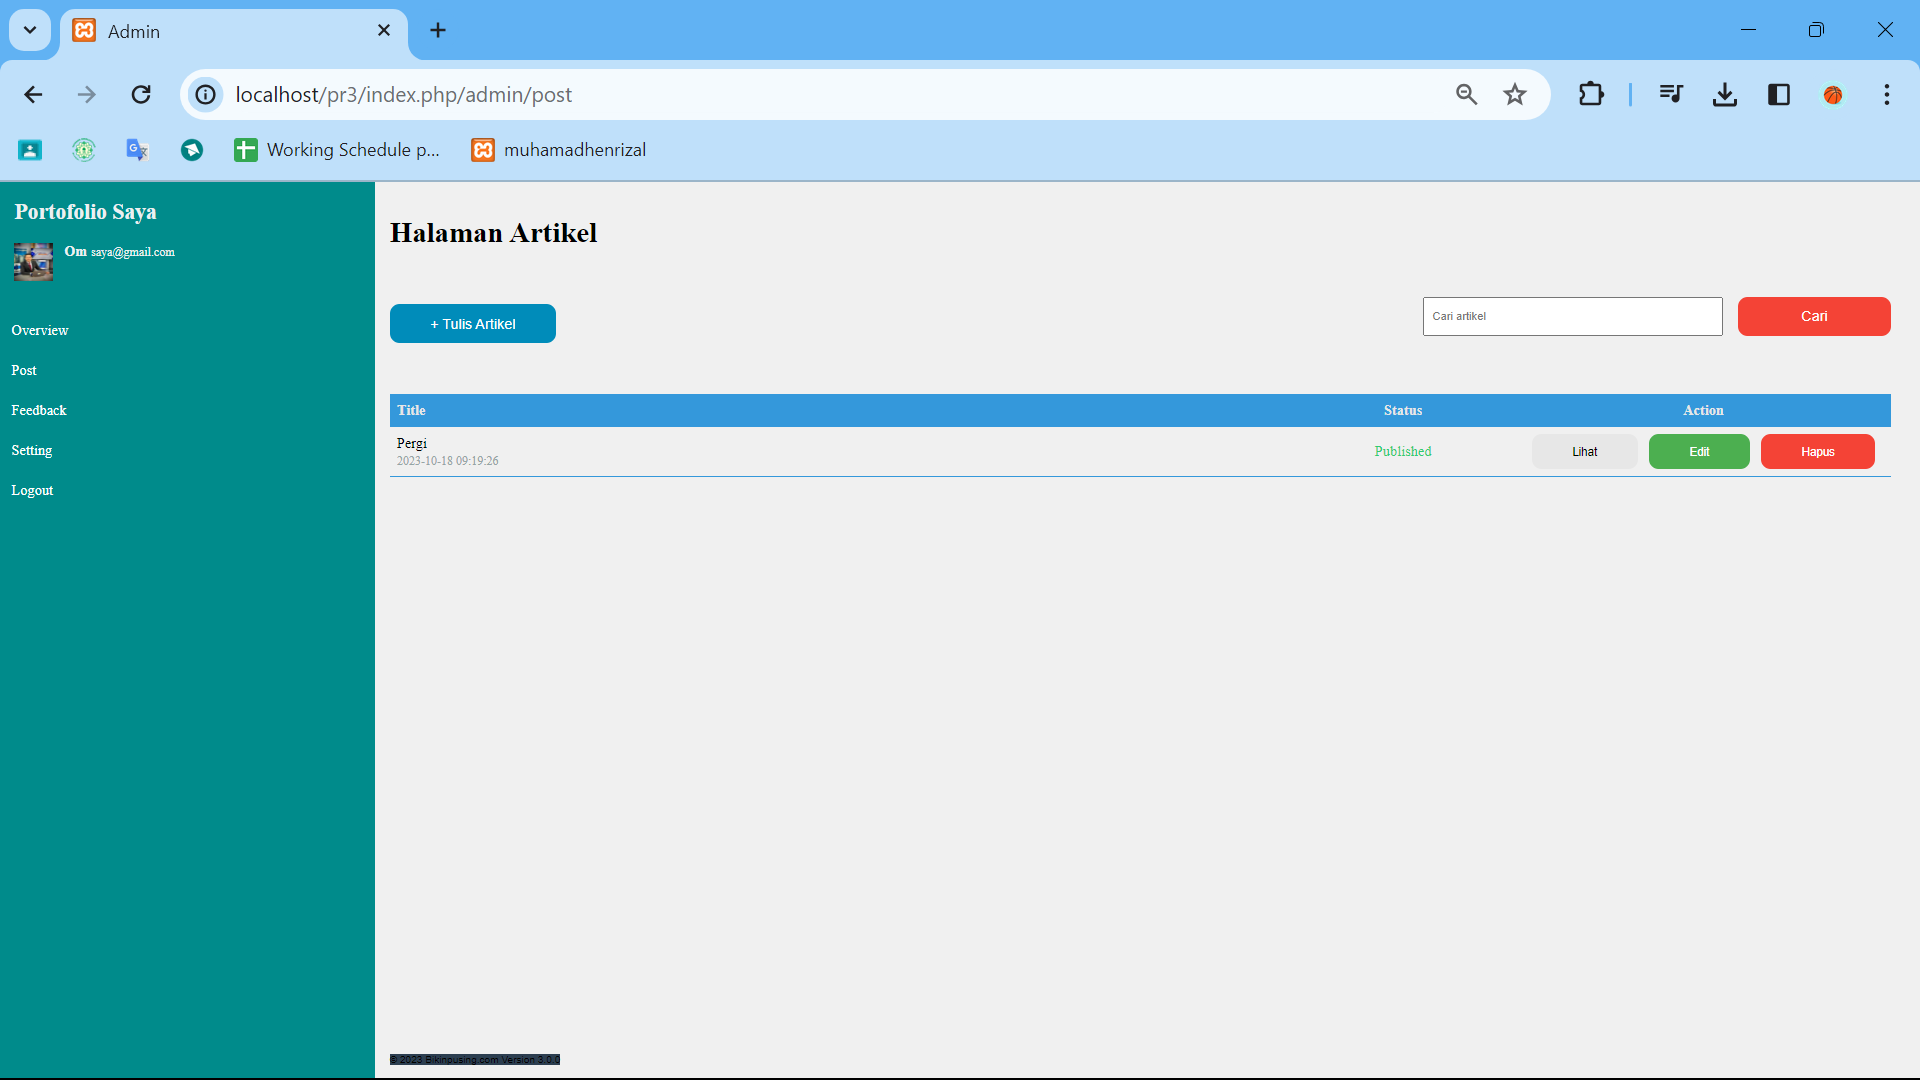 Admin
localhost/pr3/index.php/admin/post
Working Schedule p...
muhamadhenrizal
Portofolio Saya
Om saya@gmail.com
Overview
Post
Feedback
Setting
Logout
Halaman Artikel
+ Tulis Artikel
Cari artikel
Cari
Title Status Action
Pergi
2023-10-18 09:19:26
Published
Lihat
Edit
Hapus
© 2023 Bikinpusing.com Version 3.0.0